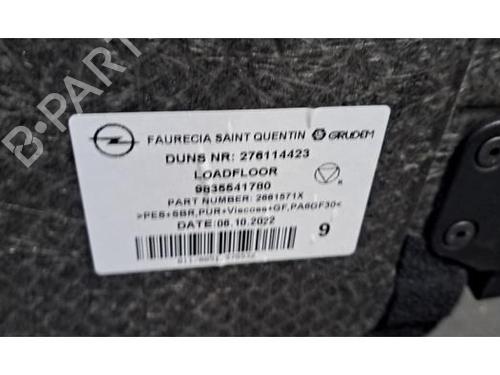 FAURECIA SAINT QUENTIN GRUDEM
DUNS NR: 276114423
LOADFLOOR
9835541780
PART NUMBER: 2661571X
>PES+SBR,PUR+Viscose+GF,PA6GF30<
DATE:06.10.2022
9
B-PARTS